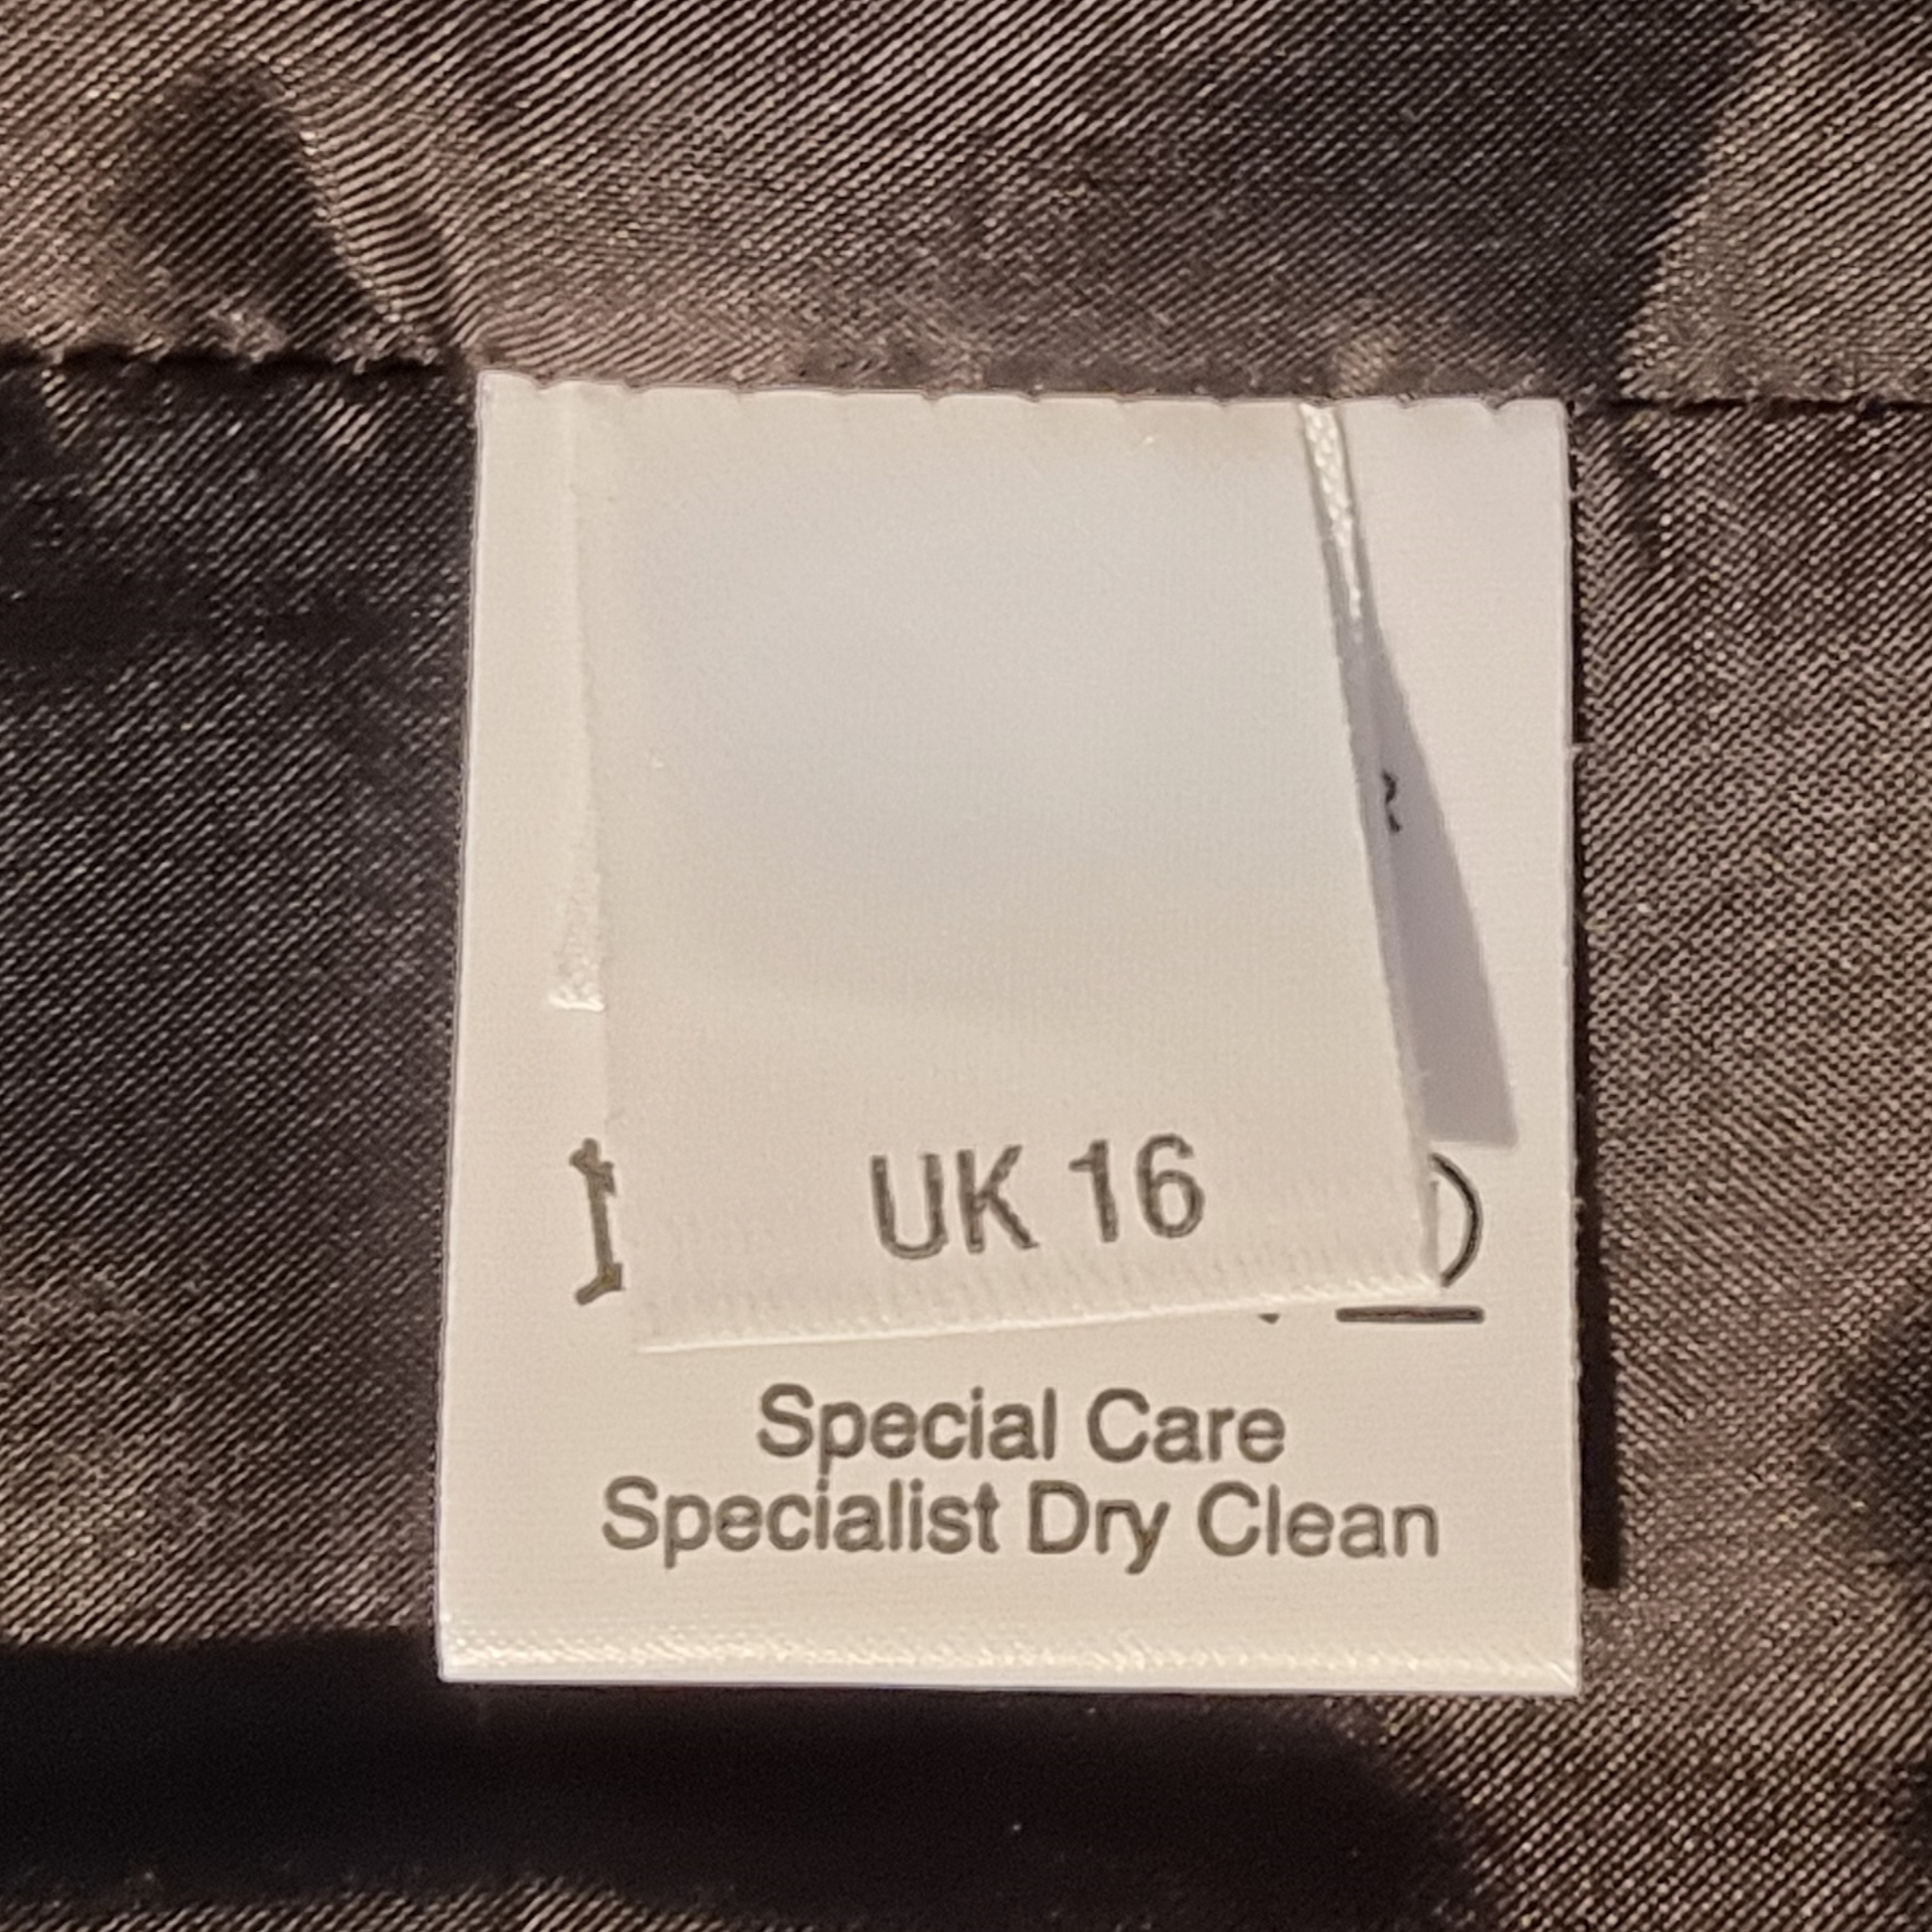 UK 16
Special Care
Specialist Dry Clean